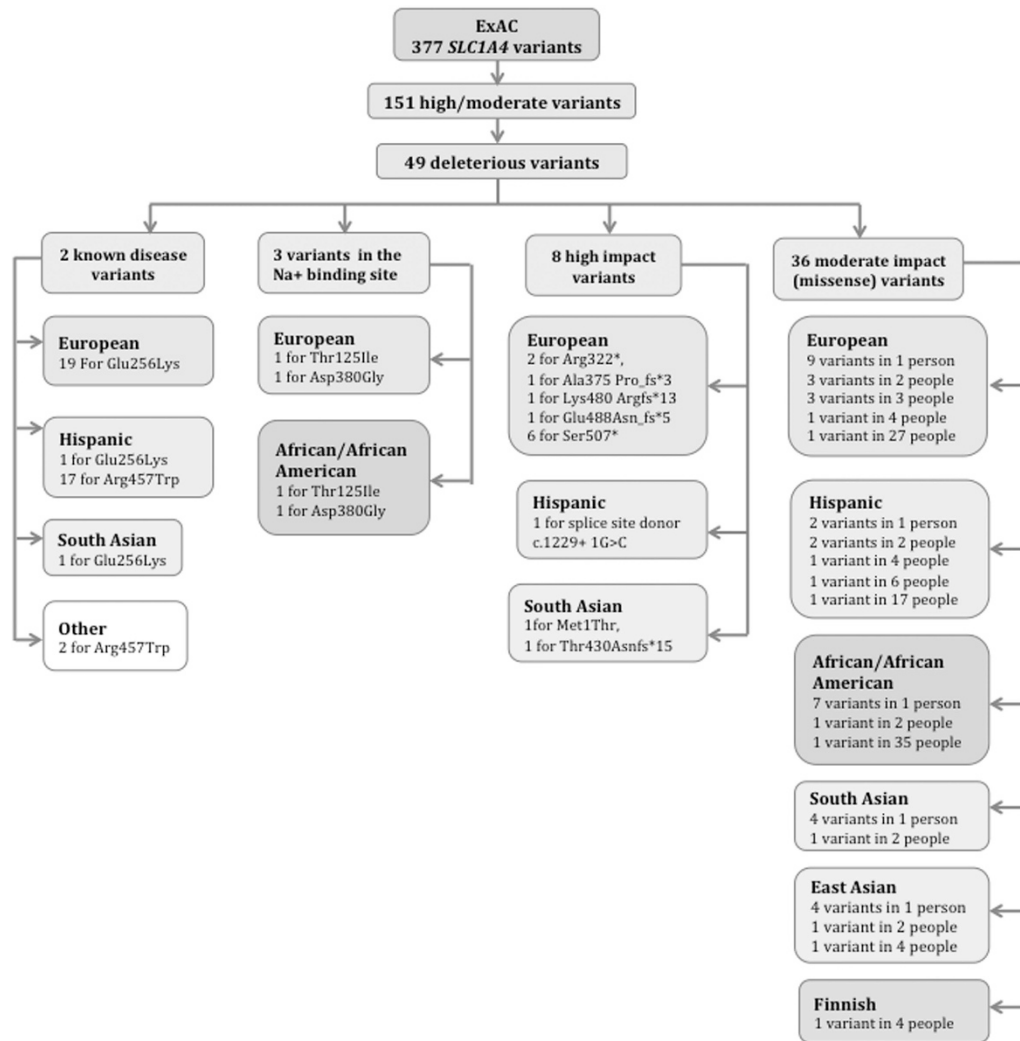 ExAC
377 SLC1A4 variants
151 high/moderate variants
49 deleterious variants
2 known disease
variants
European
19 For Glu256Lys
Hispanic
1 for Glu256Lys
17 for Arg457Trp
South Asian
1 for Glu256Lys
Other
2 for Arg457Trp
3 variants in the
Na+ binding site
European
1 for Thr125Ile
1 for Asp380Gly
African/African
American
1 for Thr125Ile
1 for Asp380Gly
8 high impact
variants
European
2 for Arg322*,
1 for Ala375 Pro_fs*3
1 for Lys480 Argfs*13
1 for Glu488Asn_fs*5
6 for Ser507*
Hispanic
1 for splice site donor
c.1229+ 1G>C
South Asian
1for Met1Thr,
1 for Thr430Asnfs*15
36 moderate impact
(missense) variants
European
9 variants in 1 person
3 variants in 2 people
3 variants in 3 people
1 variant in 4 people
1 variant in 27 people
Hispanic
2 variants in 1 person
2 variants in 2 people
1 variant in 4 people
1 variant in 6 people
1 variant in 17 people
African/African
American
7 variants in 1 person
1 variant in 2 people
1 variant in 35 people
South Asian
4 variants in 1 person
1 variant in 2 people
East Asian
4 variants in 1 person
1 variant in 2 people
1 variant in 4 people
Finnish
1 variant in 4 people